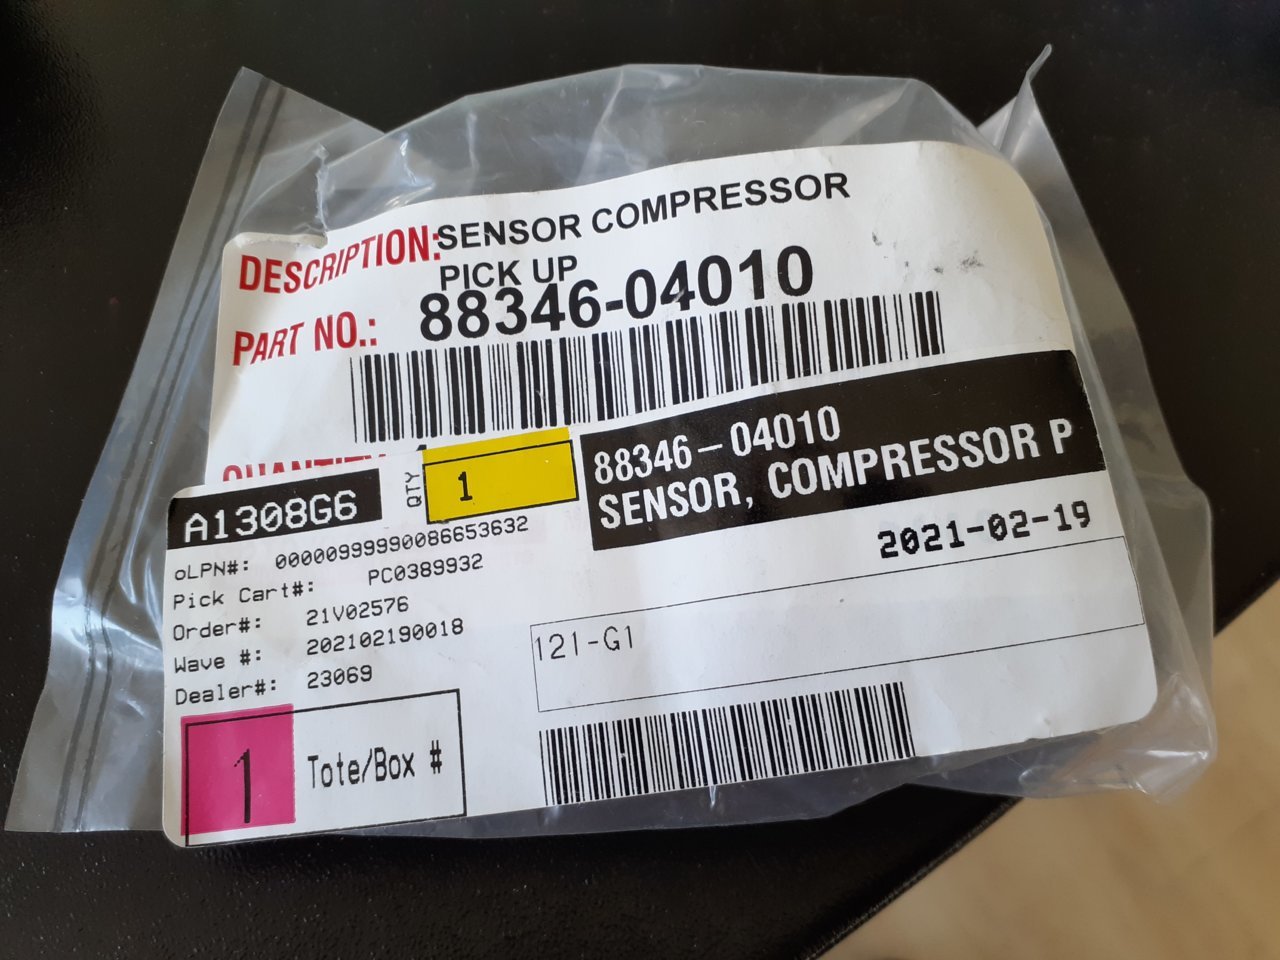 DESCRIPTION: SENSOR COMPRESSOR
PICK UP
PART NO.: 88346-04010
A1308G6
QTY
1
88346-04010
SENSOR, COMPRESSOR P
2021-02-19
oLPN#: 00000999990086653632
Pick Cart#: PC0389932
Order#: 21V02576
Wave #: 202102190018
Dealer#: 23069
121-G1
1 Tote/Box #